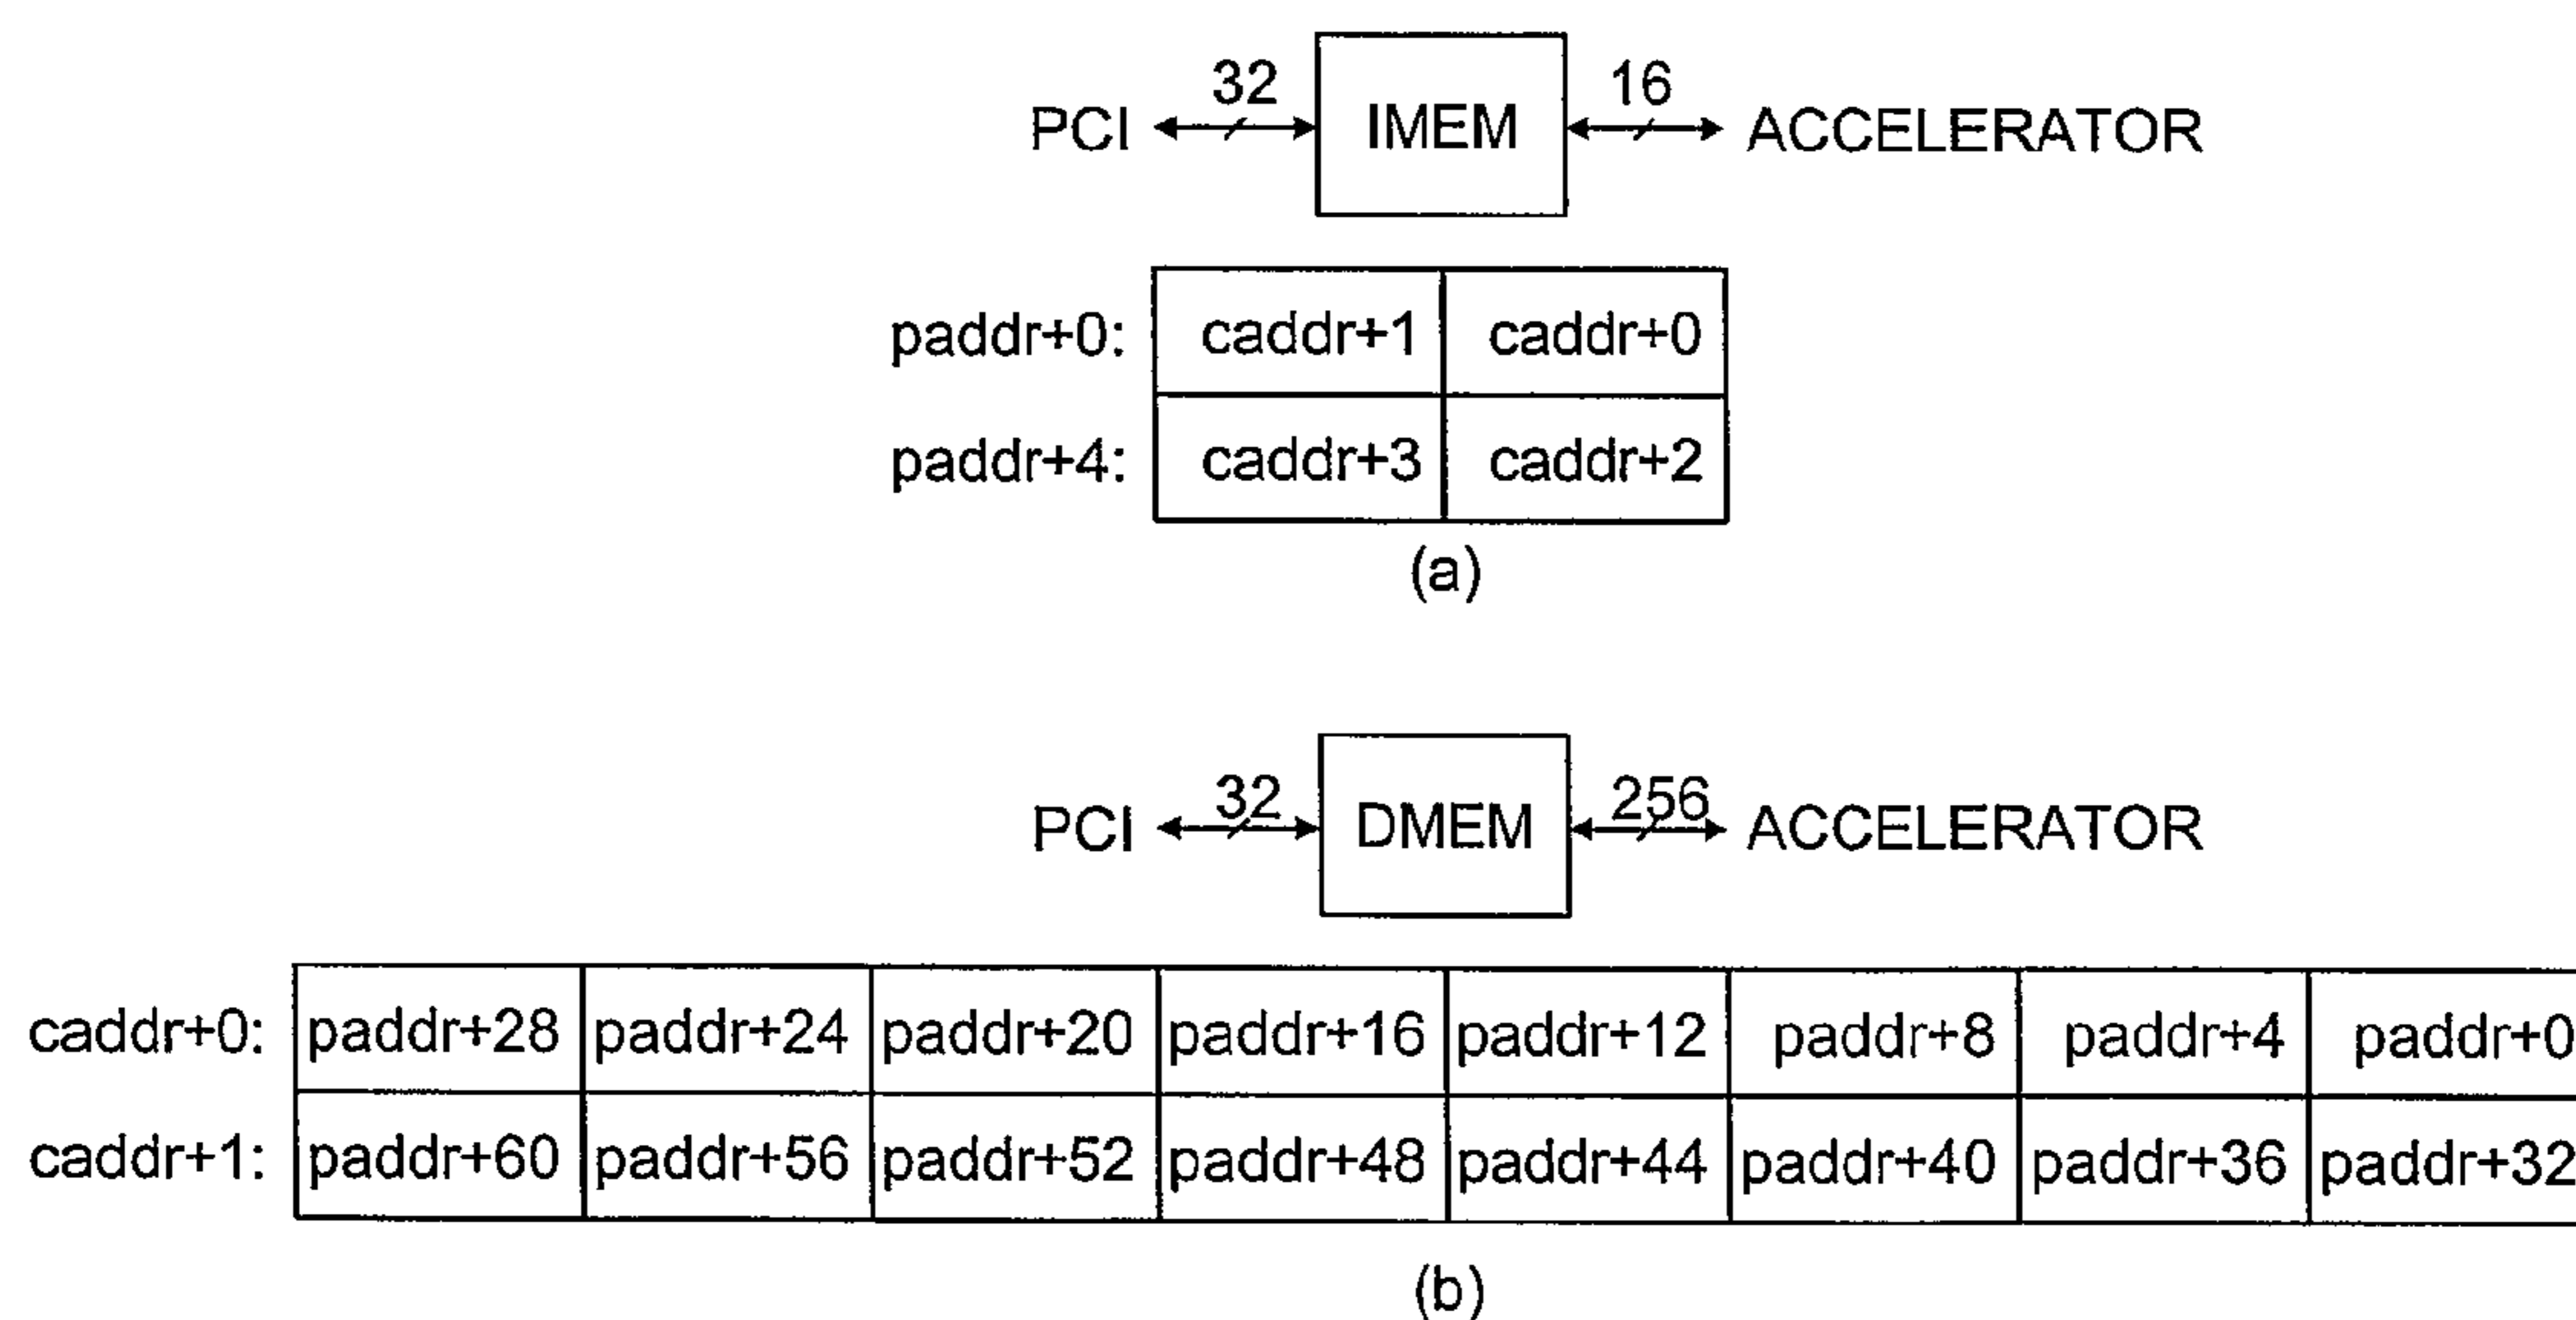 32 16
PCI IMEM ACCELERATOR
paddr+0: caddr+1 caddr+0
paddr+4: caddr+3 caddr+2
(a)
32 256
PCI DMEM ACCELERATOR
caddr+0: paddr+28 paddr+24 paddr+20 paddr+16 paddr+12 paddr+8 paddr+4 paddr+0
caddr+1: paddr+60 paddr+56 paddr+52 paddr+48 paddr+44 paddr+40 paddr+36 paddr+32
(b)